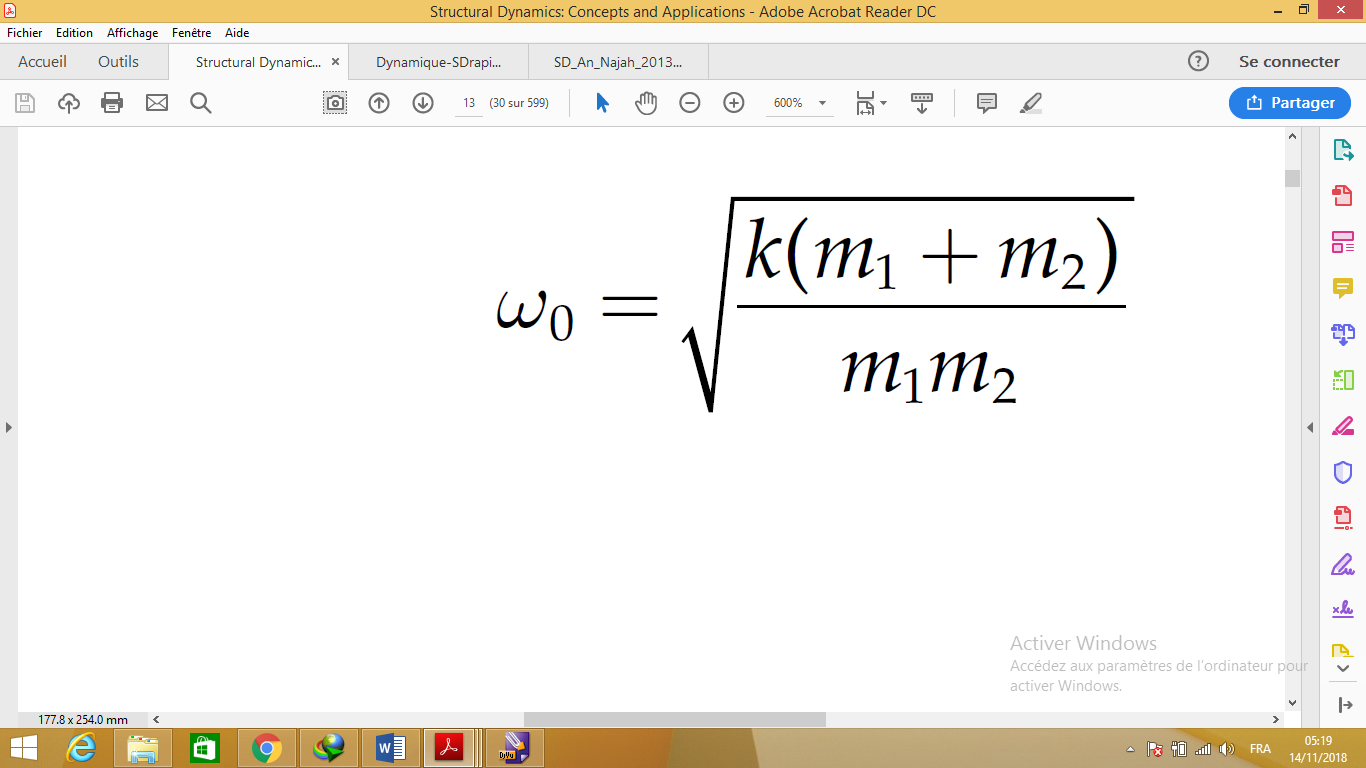 Structural Dynamics: Concepts and Applications - Adobe Acrobat Reader DC
Fichier Edition Affichage Fenêtre Aide
Accueil Outils Structural Dynamic... × Dynamique-SDrapi... SD_An_Najah_2013... Se connecter
13 (30 sur 599) 600% Partager
ω₀ = √(k(m₁ + m₂) / m₁m₂)
Activer Windows
Accédez aux paramètres de l'ordinateur pour
activer Windows.
177.8 x 254.0 mm
FRA 05:19
14/11/2018